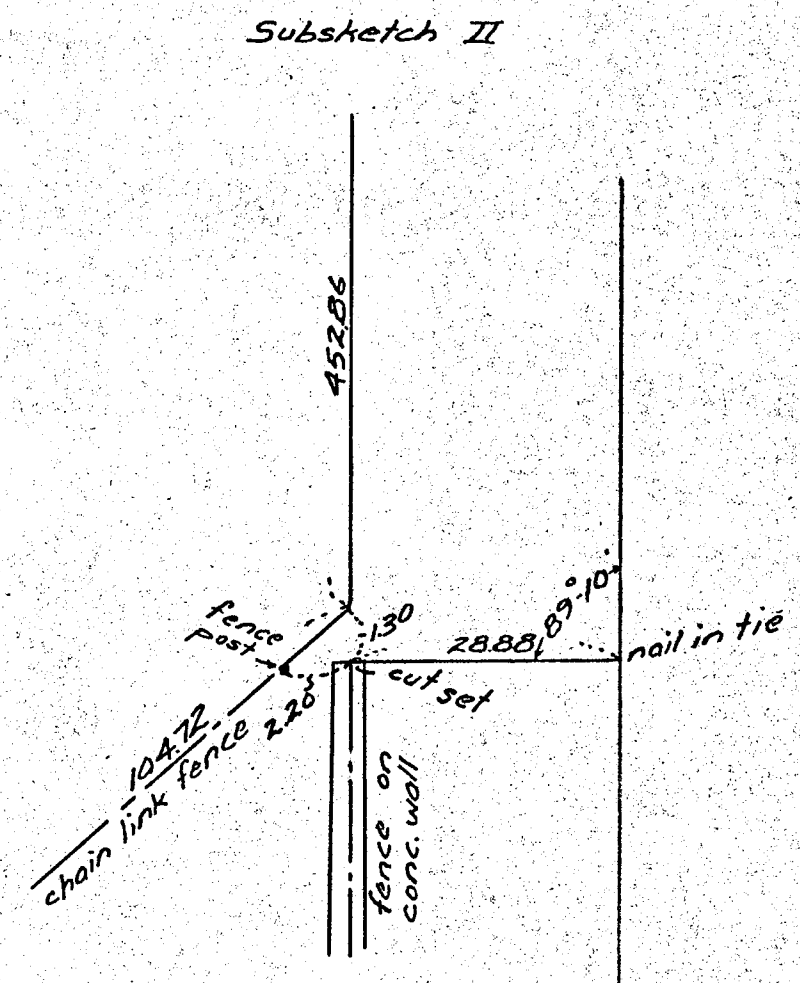 Subsketch II
452.86
fence
post
1.30
28.88
89°-10'
nail in tie
cut set
2.20
104.72
chain link fence
fence on
conc. wall